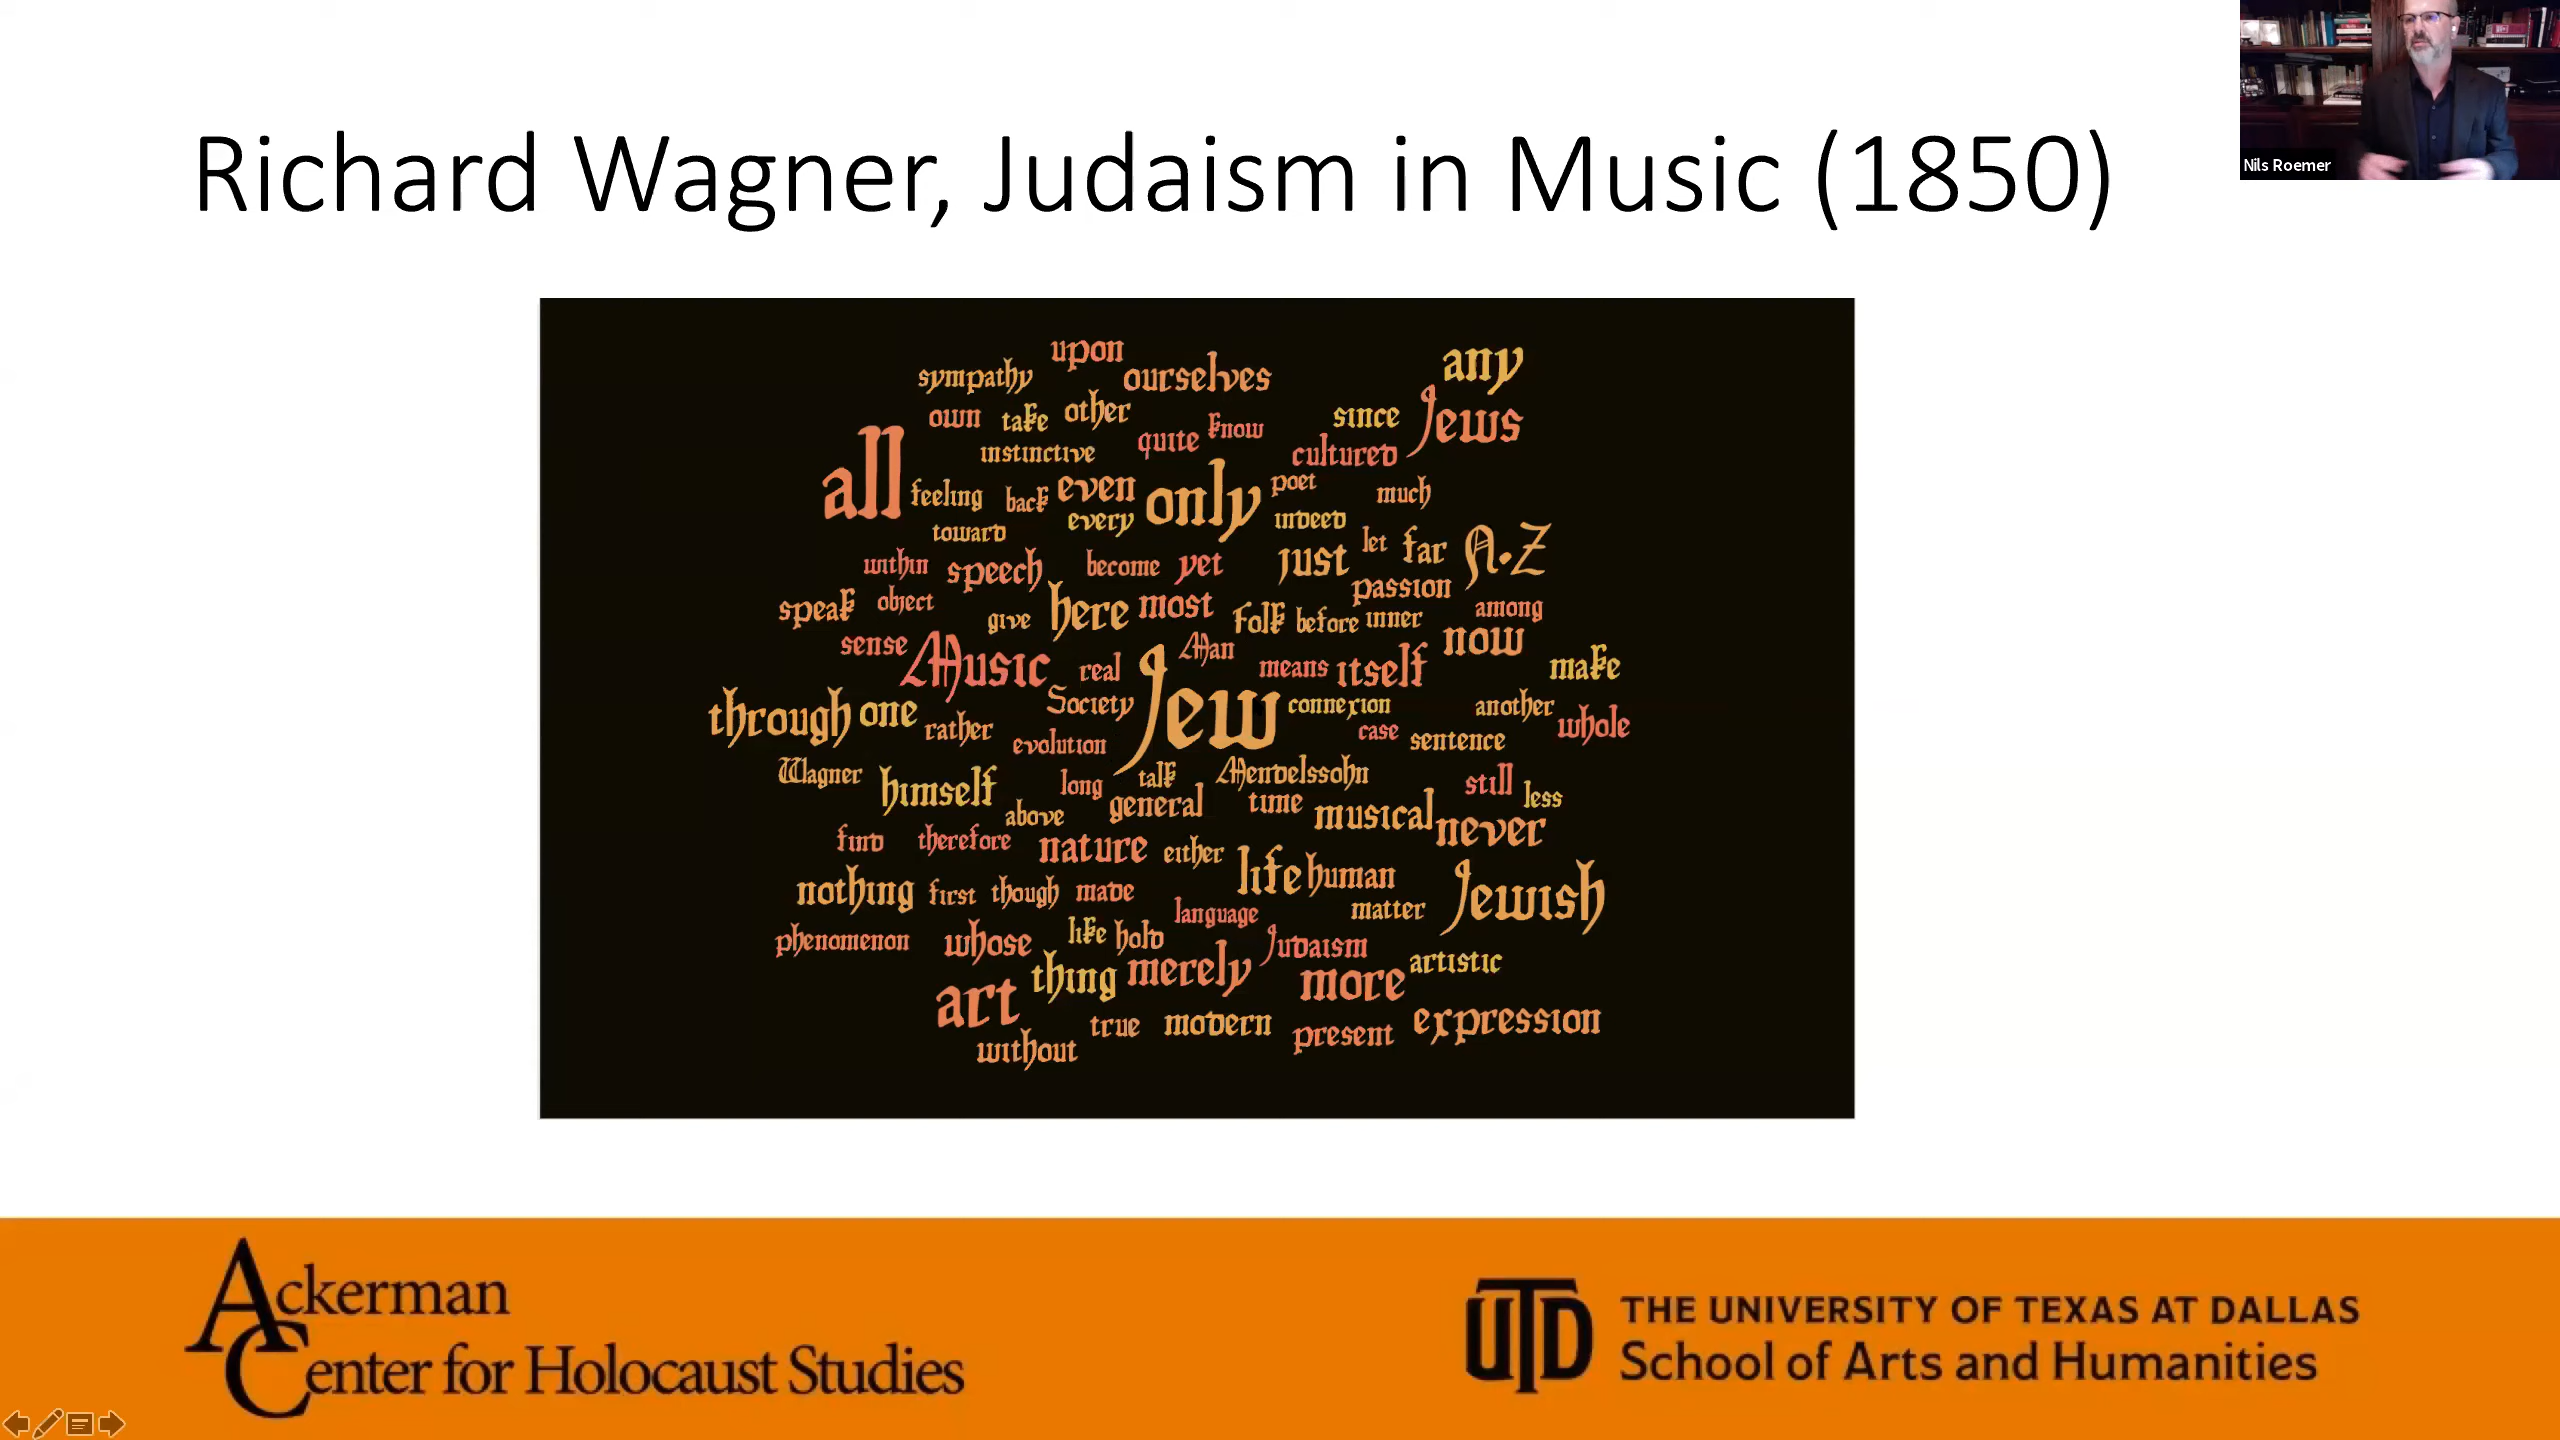 Richard Wagner, Judaism in Music (1850)
Nils Roemer
upon
sympathy ourselves any
own take other since Jews
quite know
instinctive cultured
all feeling back even only poet much
toward every indeed
within speech become yet just let far N.Z
passion
speak object give here most Folk before inner among
sense Music real Man means itself now make
through one rather Society Jew connexion another whole
evolution case sentence
Wagner himself long talk Mendelssohn still less
above general time musical never
find therefore nature either
life human Jewish
nothing first though made
language matter
phenomenon whose like hold Judaism
art thing merely more artistic
true modern present expression
without
Ackerman
Center for Holocaust Studies
UTD
THE UNIVERSITY OF TEXAS AT DALLAS
School of Arts and Humanities